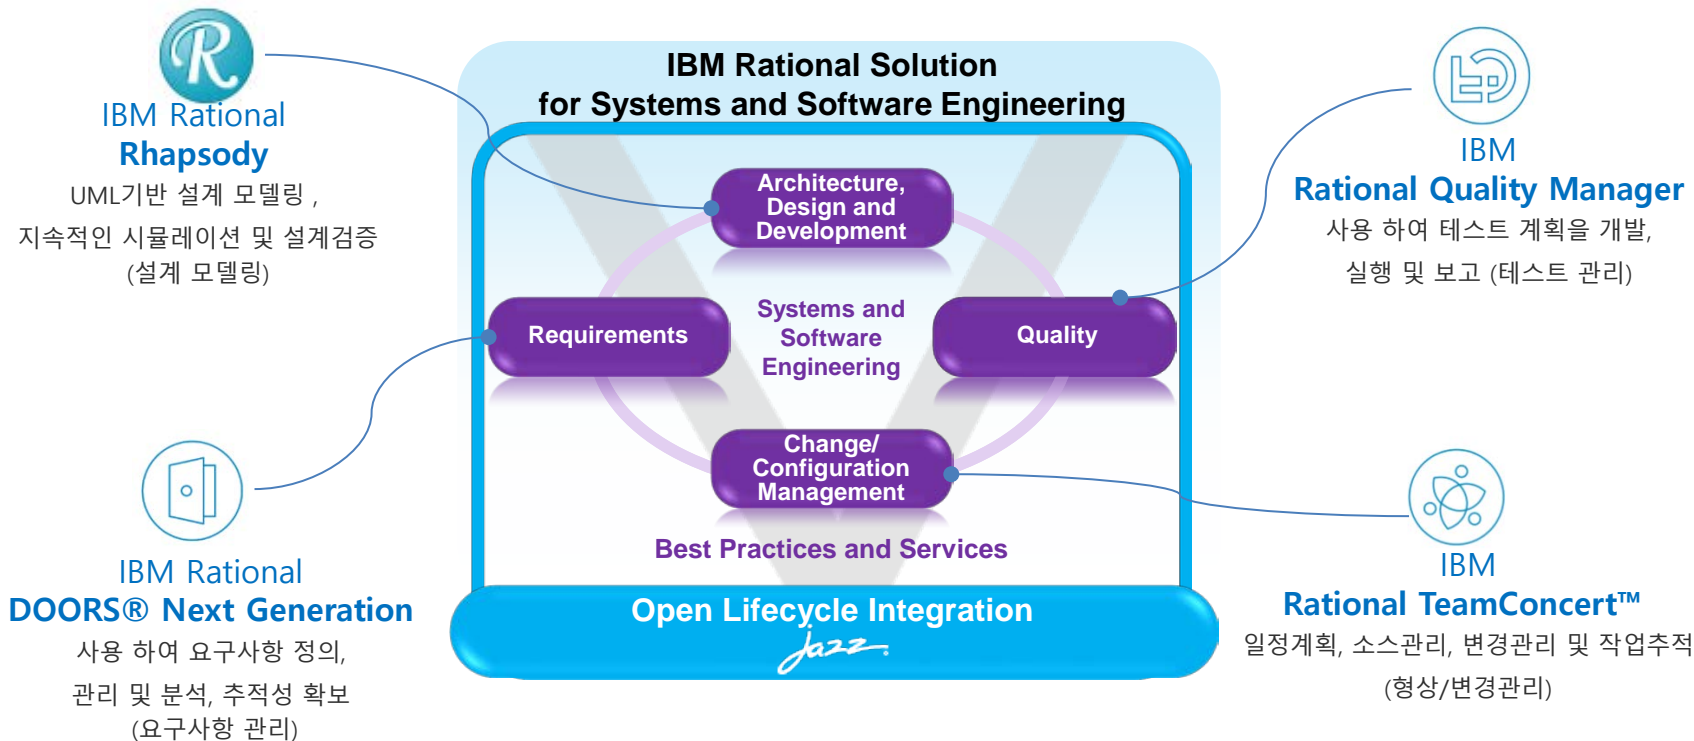 IBM Rational Solution
for Systems and Software Engineering
IBM Rational
Rhapsody
UML기반 설계 모델링 ,
지속적인 시뮬레이션 및 설계검증
(설계 모델링)
IBM
Rational Quality Manager
사용 하여 테스트 계획을 개발,
실행 및 보고 (테스트 관리)
Architecture,
Design and
Development
Requirements
Systems and
Software
Engineering
Quality
Change/
Configuration
Management
Best Practices and Services
Open Lifecycle Integration
jazz
IBM Rational
DOORS® Next Generation
사용 하여 요구사항 정의,
관리 및 분석, 추적성 확보
(요구사항 관리)
IBM
Rational TeamConcert™
일정계획, 소스관리, 변경관리 및 작업추적
(형상/변경관리)